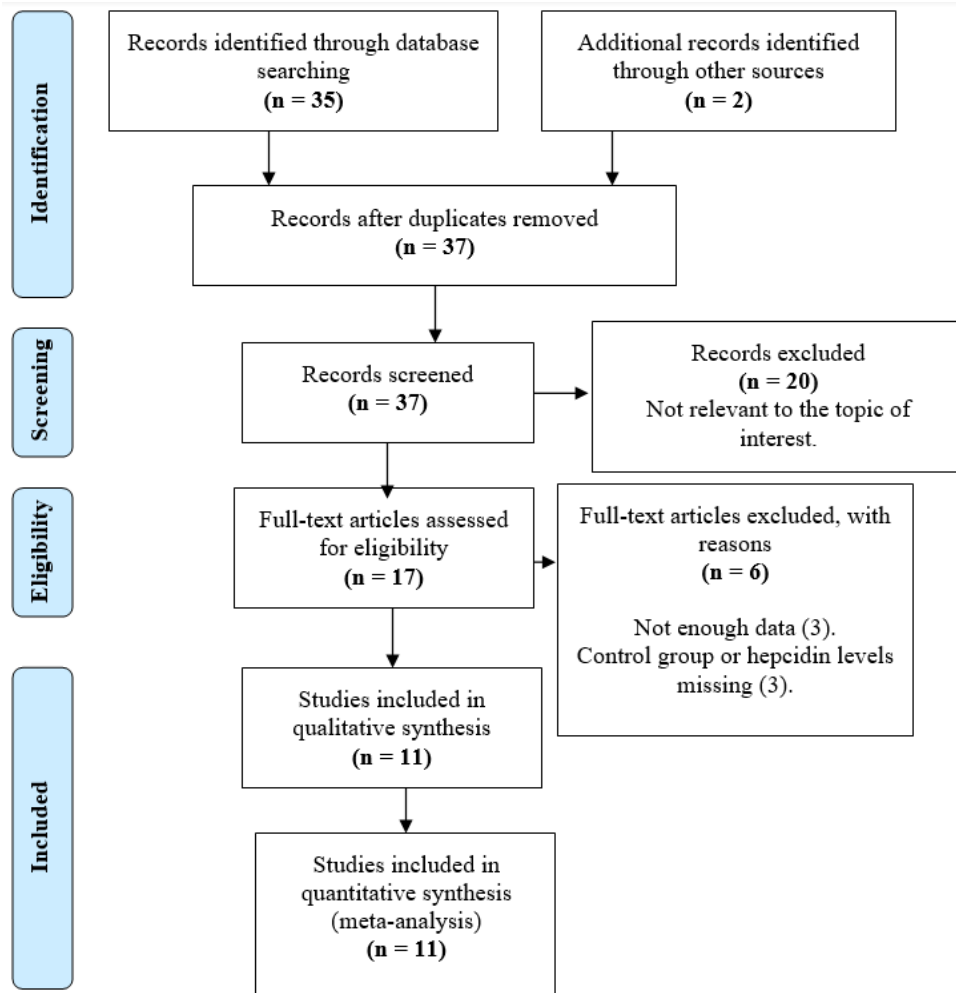 Identification
Records identified through database
searching
(n = 35)
Additional records identified
through other sources
(n = 2)
Records after duplicates removed
(n = 37)
Screening
Records screened
(n = 37)
Records excluded
(n = 20)
Not relevant to the topic of
interest.
Eligibility
Full-text articles assessed
for eligibility
(n = 17)
Full-text articles excluded, with
reasons
(n = 6)
Not enough data (3).
Control group or hepcidin levels
missing (3).
Included
Studies included in
qualitative synthesis
(n = 11)
Studies included in
quantitative synthesis
(meta-analysis)
(n = 11)